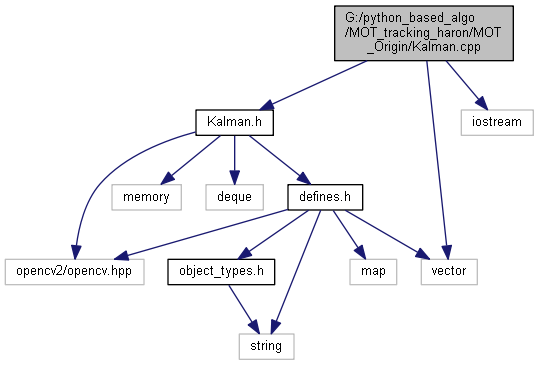 G:/python_based_algo
/MOT_tracking_haron/MOT
_Origin/Kalman.cpp
Kalman.h
iostream
memory
deque
defines.h
opencv2/opencv.hpp
object_types.h
map
vector
string